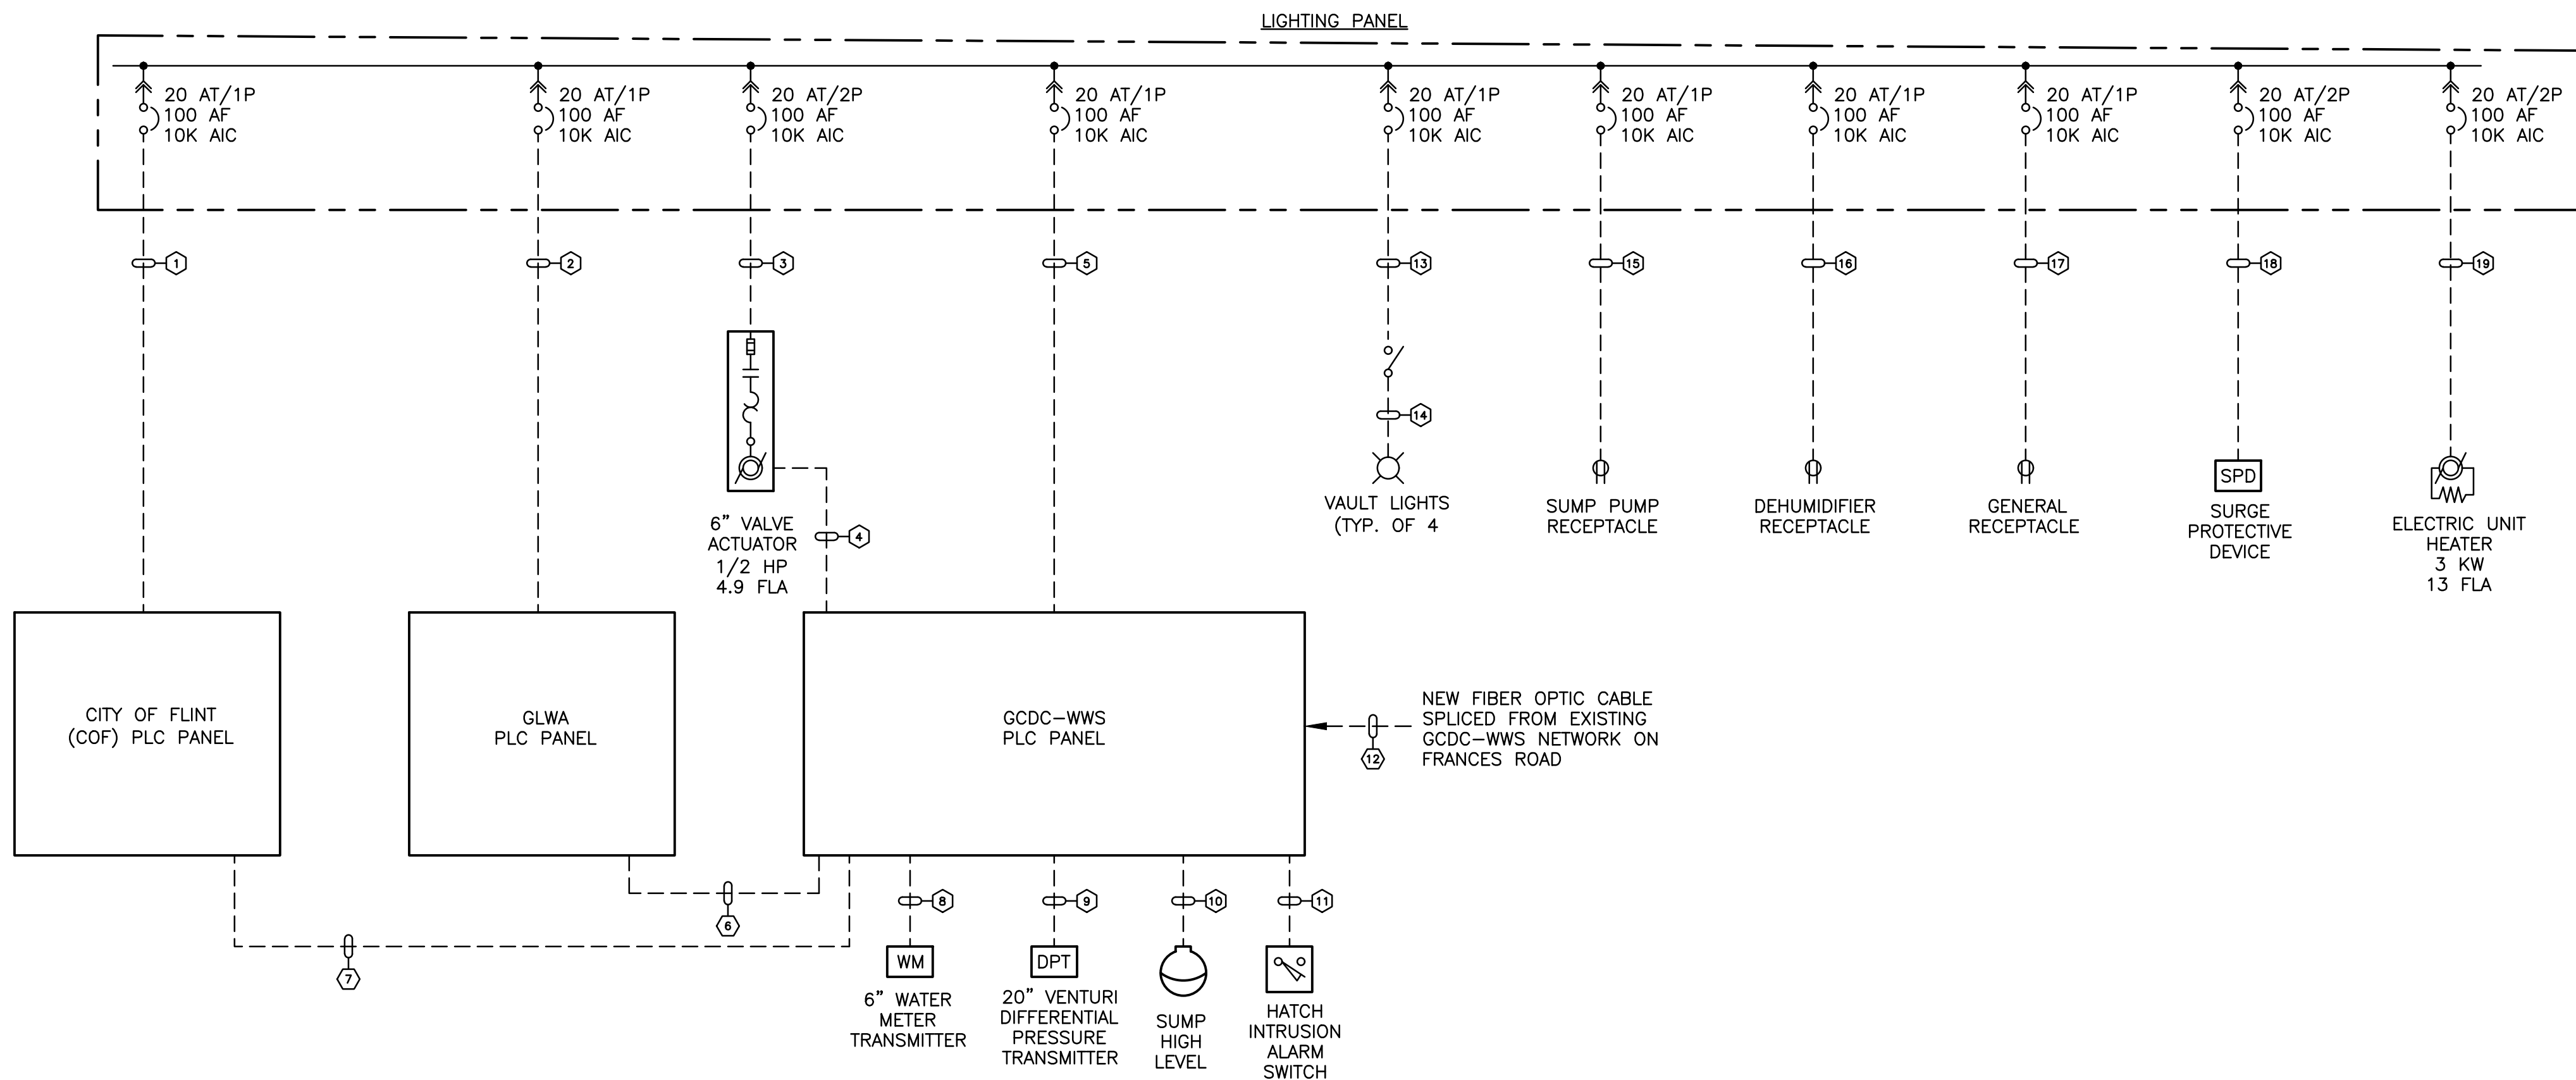 LIGHTING PANEL
20 AT/1P
100 AF
10K AIC
20 AT/1P
100 AF
10K AIC
20 AT/2P
100 AF
10K AIC
20 AT/1P
100 AF
10K AIC
20 AT/1P
100 AF
10K AIC
20 AT/1P
100 AF
10K AIC
20 AT/1P
100 AF
10K AIC
20 AT/1P
100 AF
10K AIC
20 AT/2P
100 AF
10K AIC
20 AT/2P
100 AF
10K AIC
1
2
3
5
13
15
16
17
18
19
14
6" VALVE
ACTUATOR
1/2 HP
4.9 FLA
4
VAULT LIGHTS
(TYP. OF 4
SUMP PUMP
RECEPTACLE
DEHUMIDIFIER
RECEPTACLE
GENERAL
RECEPTACLE
SPD
SURGE
PROTECTIVE
DEVICE
ELECTRIC UNIT
HEATER
3 KW
13 FLA
CITY OF FLINT
(COF) PLC PANEL
GLWA
PLC PANEL
GCDC-WWS
PLC PANEL
12
NEW FIBER OPTIC CABLE
SPLICED FROM EXISTING
GCDC-WWS NETWORK ON
FRANCES ROAD
6
7
8
9
10
11
WM
6" WATER
METER
TRANSMITTER
DPT
20" VENTURI
DIFFERENTIAL
PRESSURE
TRANSMITTER
SUMP
HIGH
LEVEL
HATCH
INTRUSION
ALARM
SWITCH